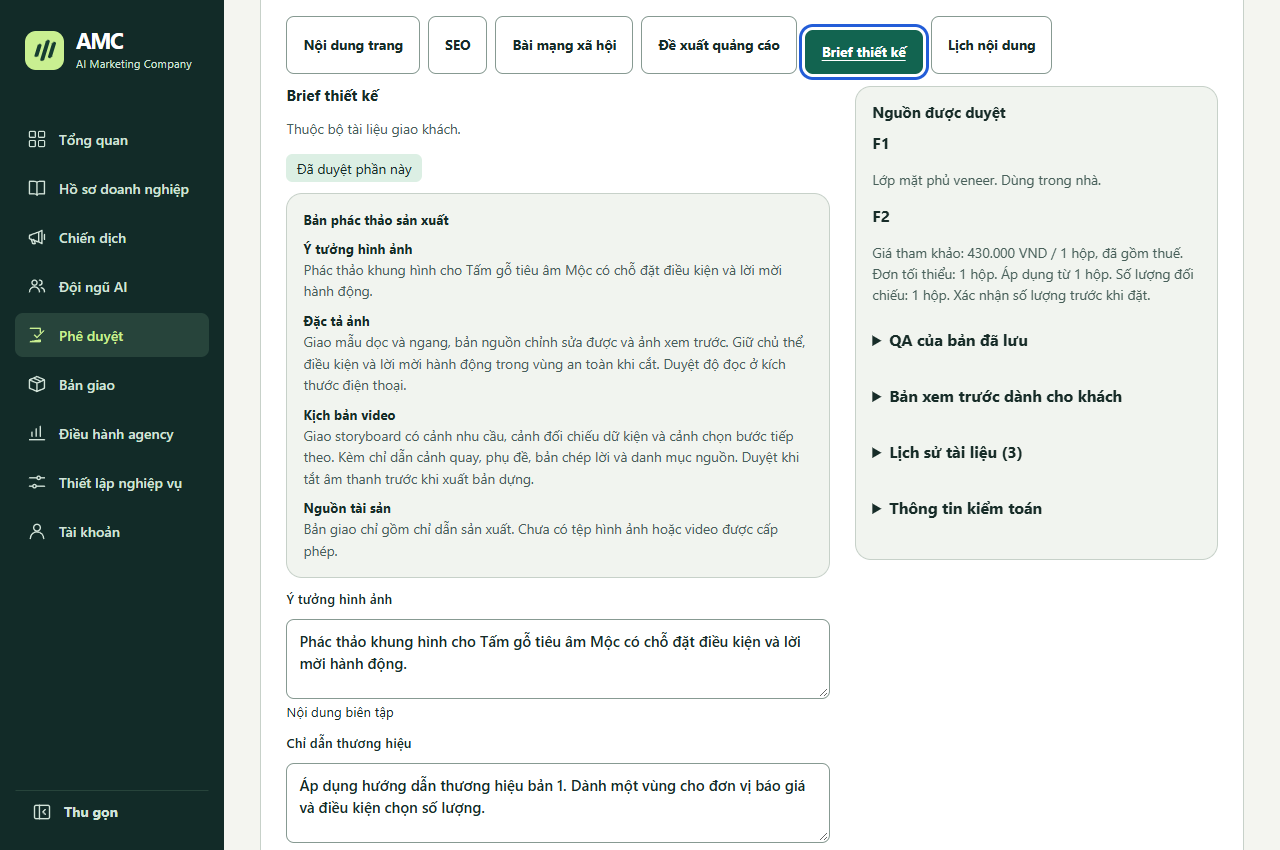 AMC
AI Marketing Company
Tổng quan
Hồ sơ doanh nghiệp
Chiến dịch
Đội ngũ AI
Phê duyệt
Bản giao
Điều hành agency
Thiết lập nghiệp vụ
Tài khoản
Thu gọn
Nội dung trang
SEO
Bài mạng xã hội
Đề xuất quảng cáo
Brief thiết kế
Lịch nội dung
Brief thiết kế
Thuộc bộ tài liệu giao khách.
Đã duyệt phần này
Bản phác thảo sản xuất
Ý tưởng hình ảnh
Phác thảo khung hình cho Tấm gỗ tiêu âm Mộc có chỗ đặt điều kiện và lời mời
hành động.
Đặc tả ảnh
Giao mẫu dọc và ngang, bản nguồn chỉnh sửa được và ảnh xem trước. Giữ chủ thể,
điều kiện và lời mời hành động trong vùng an toàn khi cắt. Duyệt độ đọc ở kích
thước điện thoại.
Kịch bản video
Giao storyboard có cảnh nhu cầu, cảnh đối chiếu dữ kiện và cảnh chọn bước tiếp
theo. Kèm chỉ dẫn cảnh quay, phụ đề, bản chép lời và danh mục nguồn. Duyệt khi
tắt âm thanh trước khi xuất bản dựng.
Nguồn tài sản
Bản giao chỉ gồm chỉ dẫn sản xuất. Chưa có tệp hình ảnh hoặc video được cấp
phép.
Ý tưởng hình ảnh
Phác thảo khung hình cho Tấm gỗ tiêu âm Mộc có chỗ đặt điều kiện và lời
mời hành động.
Nội dung biên tập
Chỉ dẫn thương hiệu
Áp dụng hướng dẫn thương hiệu bản 1. Dành một vùng cho đơn vị báo giá
và điều kiện chọn số lượng.
Nguồn được duyệt
F1
Lớp mặt phủ veneer. Dùng trong nhà.
F2
Giá tham khảo: 430.000 VND / 1 hộp, đã gồm thuế.
Đơn tối thiểu: 1 hộp. Áp dụng từ 1 hộp. Số lượng đối
chiếu: 1 hộp. Xác nhận số lượng trước khi đặt.
QA của bản đã lưu
Bản xem trước dành cho khách
Lịch sử tài liệu (3)
Thông tin kiểm toán